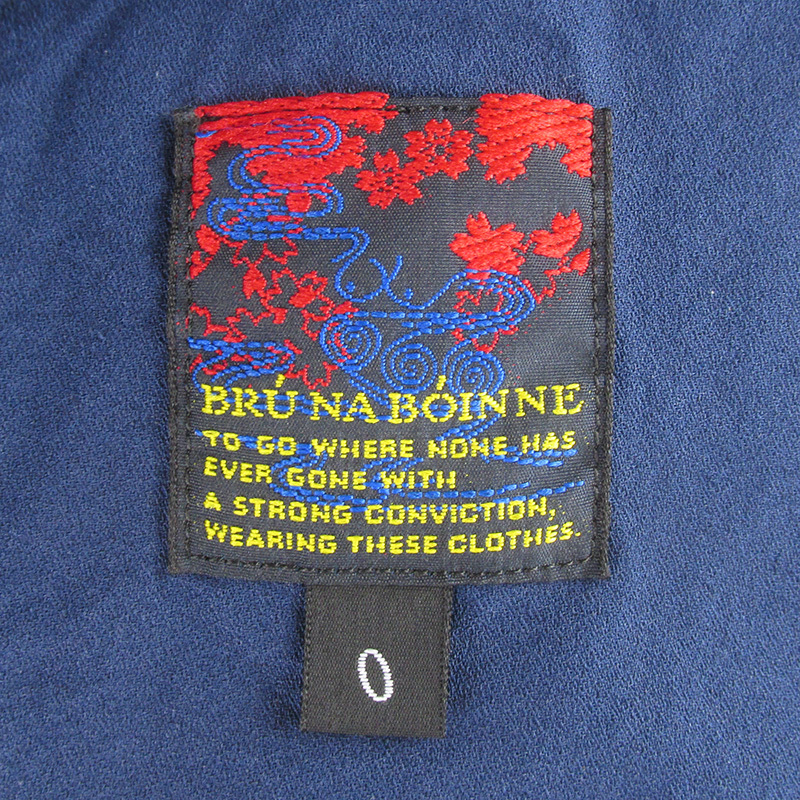 BRÚ NA BÓINNE
TO GO WHERE NONE HAS
EVER GONE WITH
A STRONG CONVICTION,
WEARING THESE CLOTHES.
0